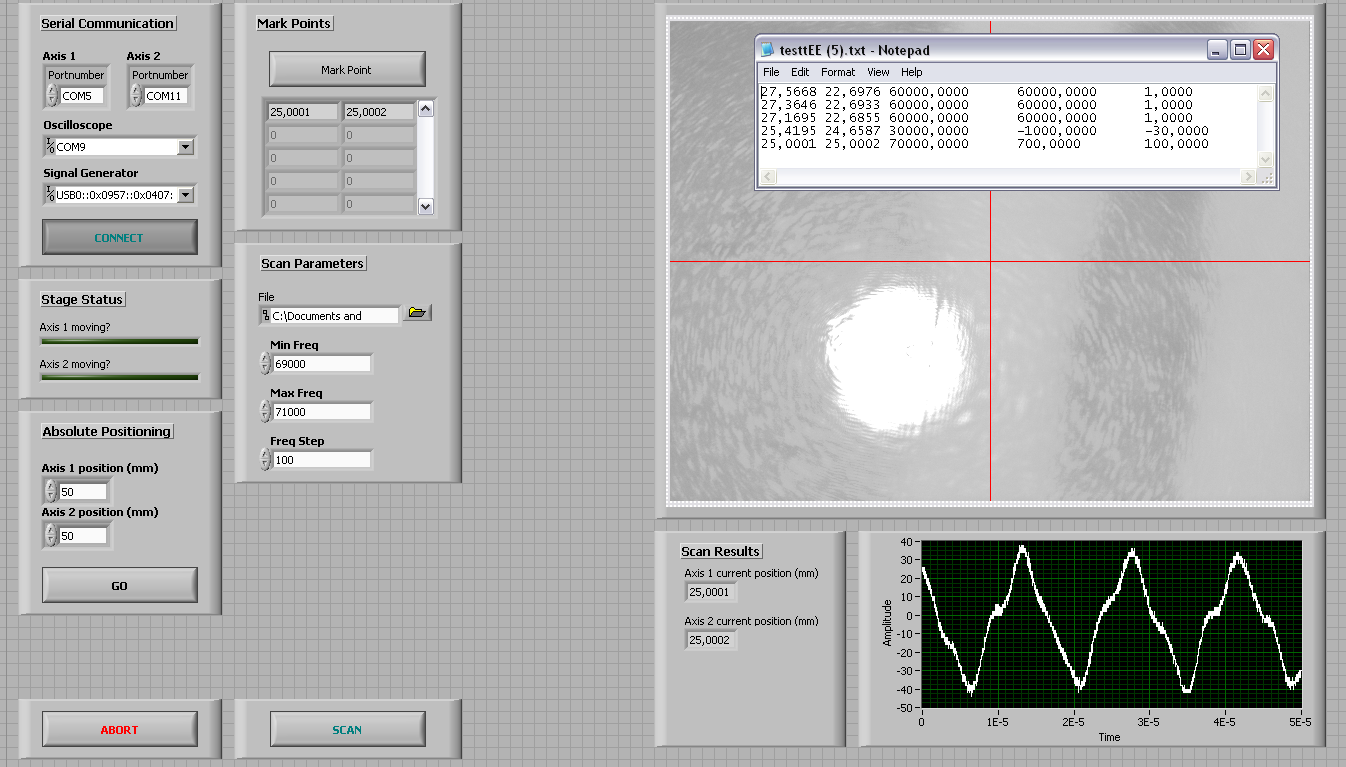 Serial Communication
Axis 1 Axis 2
Portnumber Portnumber
COM5 COM11
Oscilloscope
COM9
Signal Generator
USB0::0x0957::0x0407:
CONNECT
Stage Status
Axis 1 moving?
Axis 2 moving?
Absolute Positioning
Axis 1 position (mm)
50
Axis 2 position (mm)
50
GO
ABORT
Mark Points
Mark Point
25,0001 25,0002
0 0
0 0
0 0
0 0
Scan Parameters
File
C:\Documents and
Min Freq
69000
Max Freq
71000
Freq Step
100
SCAN
testtEE (5).txt - Notepad
File Edit Format View Help
27,5668 22,6976 60000,0000 60000,0000 1,0000
27,3646 22,6933 60000,0000 60000,0000 1,0000
27,1695 22,6855 60000,0000 60000,0000 1,0000
25,4195 24,6587 30000,0000 -1000,0000 -30,0000
25,0001 25,0002 70000,0000 700,0000 100,0000
Scan Results
Axis 1 current position (mm)
25,0001
Axis 2 current position (mm)
25,0002
Amplitude
40
30
20
10
0
-10
-20
-30
-40
-50
0 1E-5 2E-5 3E-5 4E-5 5E-5
Time